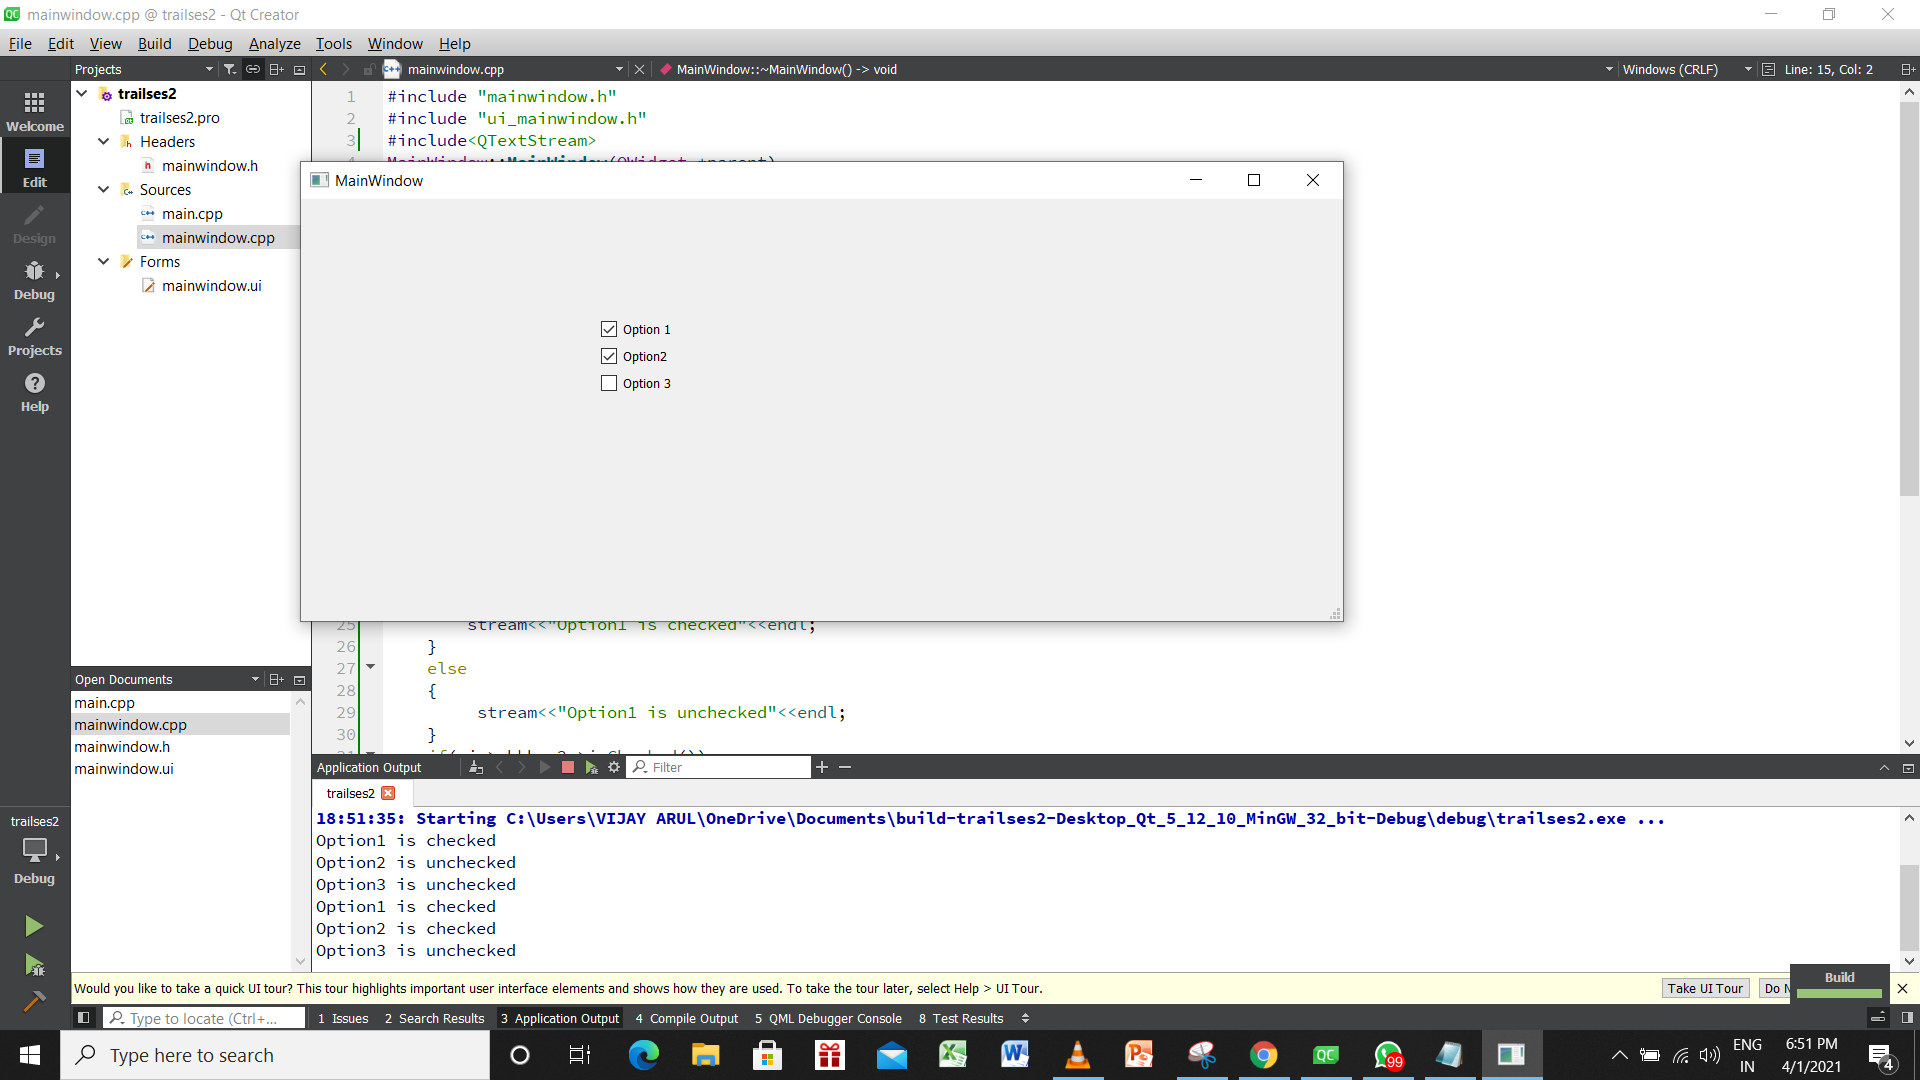 mainwindow.cpp @ trailses2 - Qt Creator
File Edit View Build Debug Analyze Tools Window Help
Projects
mainwindow.cpp
MainWindow::~MainWindow() -> void
Windows (CRLF)
Line: 15, Col: 2
Welcome
Edit
Design
Debug
Projects
Help
trailses2
trailses2.pro
Headers
mainwindow.h
Sources
main.cpp
mainwindow.cpp
Forms
mainwindow.ui
1 #include "mainwindow.h"
2 #include "ui_mainwindow.h"
3 #include<QTextStream>
MainWindow::MainWindow(QWidget *parent)
MainWindow
Option 1
Option2
Option 3
25 stream<<"Option1 is checked"<<endl;
26 }
27 else
28 {
29 stream<<"Option1 is unchecked"<<endl;
30 }
Open Documents
main.cpp
mainwindow.cpp
mainwindow.h
mainwindow.ui
trailses2
Debug
Application Output
Filter
trailses2
18:51:35: Starting C:\Users\VIJAY ARUL\OneDrive\Documents\build-trailses2-Desktop_Qt_5_12_10_MinGW_32_bit-Debug\debug\trailses2.exe ...
Option1 is checked
Option2 is unchecked
Option3 is unchecked
Option1 is checked
Option2 is checked
Option3 is unchecked
Would you like to take a quick UI tour? This tour highlights important user interface elements and shows how they are used. To take the tour later, select Help > UI Tour.
Take UI Tour
Do N
Build
Type to locate (Ctrl+...
1 Issues 2 Search Results 3 Application Output 4 Compile Output 5 QML Debugger Console 8 Test Results
Type here to search
99
ENG
IN
6:51 PM
4/1/2021
4